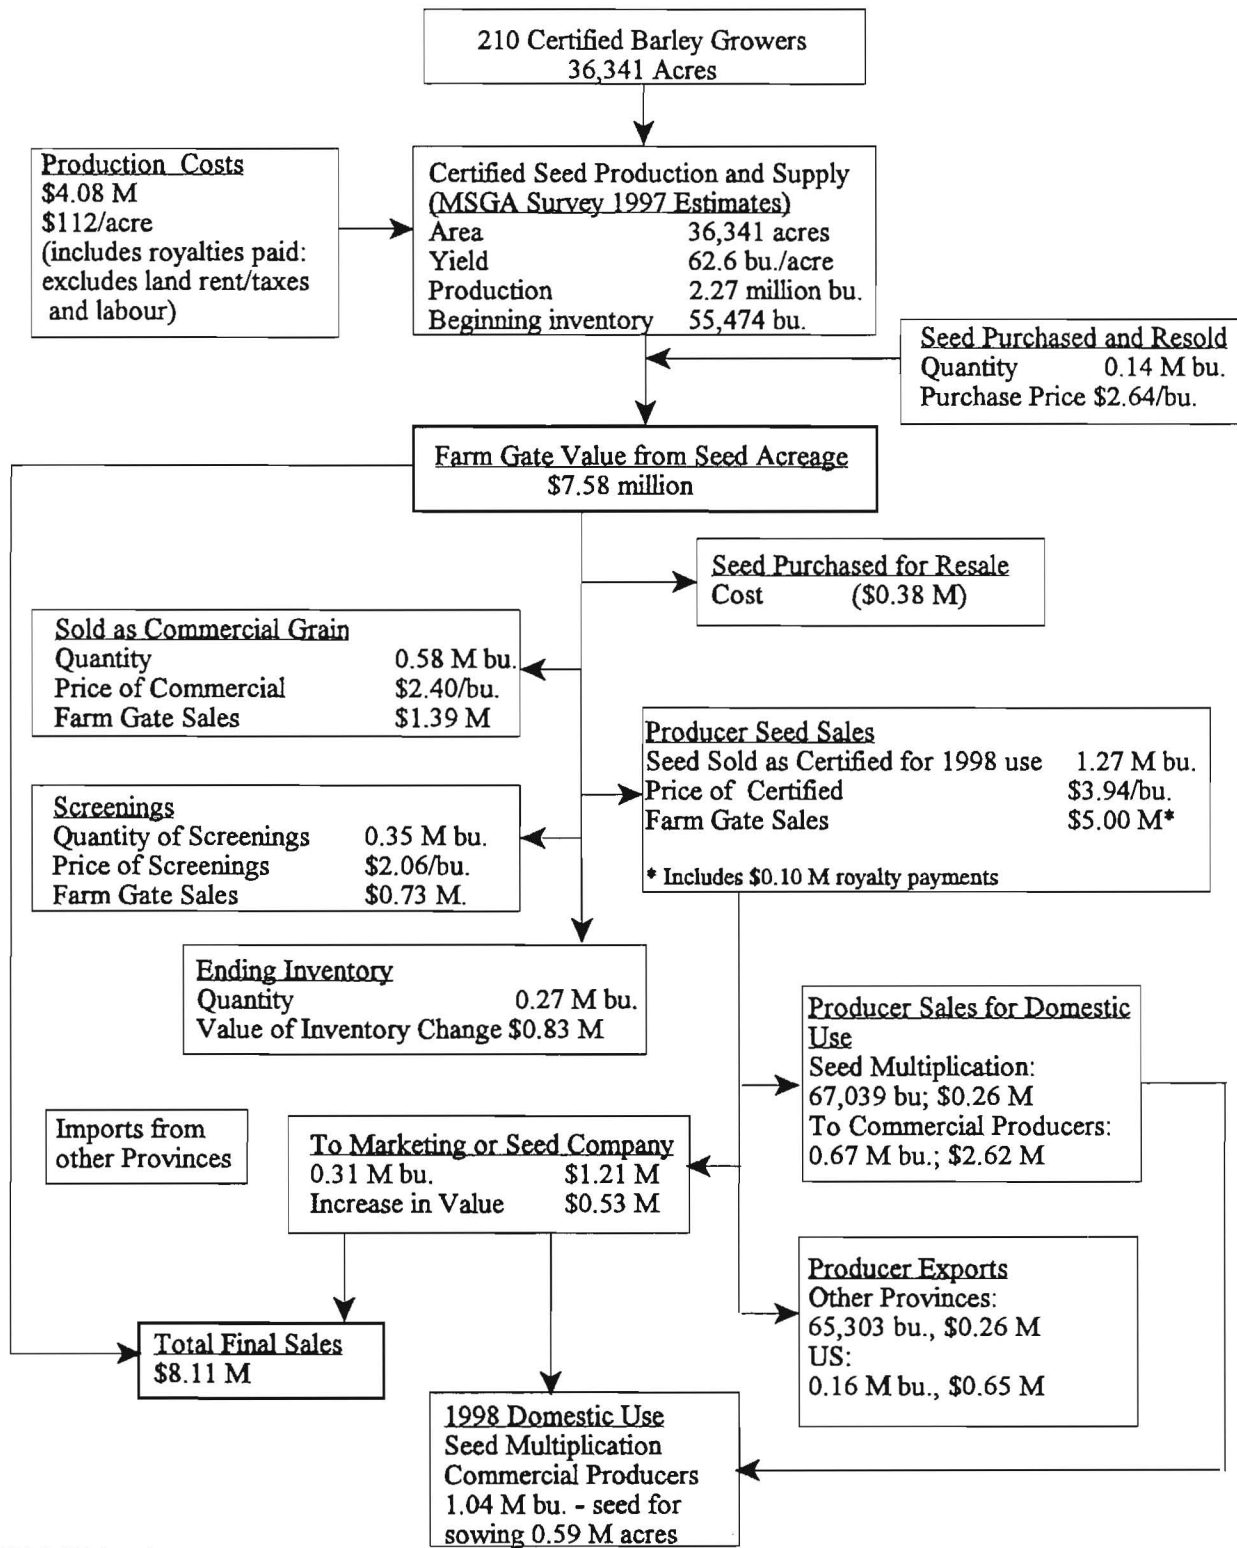 210 Certified Barley Growers
36,341 Acres
Production Costs
$4.08 M
$112/acre
(includes royalties paid:
excludes land rent/taxes
and labour)
Certified Seed Production and Supply
(MSGA Survey 1997 Estimates)
Area 36,341 acres
Yield 62.6 bu./acre
Production 2.27 million bu.
Beginning inventory 55,474 bu.
Seed Purchased and Resold
Quantity 0.14 M bu.
Purchase Price $2.64/bu.
Farm Gate Value from Seed Acreage
$7.58 million
Seed Purchased for Resale
Cost ($0.38 M)
Sold as Commercial Grain
Quantity 0.58 M bu.
Price of Commercial $2.40/bu.
Farm Gate Sales $1.39 M
Producer Seed Sales
Seed Sold as Certified for 1998 use 1.27 M bu.
Price of Certified $3.94/bu.
Farm Gate Sales $5.00 M*
* Includes $0.10 M royalty payments
Screenings
Quantity of Screenings 0.35 M bu.
Price of Screenings $2.06/bu.
Farm Gate Sales $0.73 M.
Ending Inventory
Quantity 0.27 M bu.
Value of Inventory Change $0.83 M
Producer Sales for Domestic
Use
Seed Multiplication:
67,039 bu; $0.26 M
To Commercial Producers:
0.67 M bu.; $2.62 M
Imports from
other Provinces
To Marketing or Seed Company
0.31 M bu. $1.21 M
Increase in Value $0.53 M
Producer Exports
Other Provinces:
65,303 bu., $0.26 M
US:
0.16 M bu., $0.65 M
Total Final Sales
$8.11 M
1998 Domestic Use
Seed Multiplication
Commercial Producers
1.04 M bu. - seed for
sowing 0.59 M acres